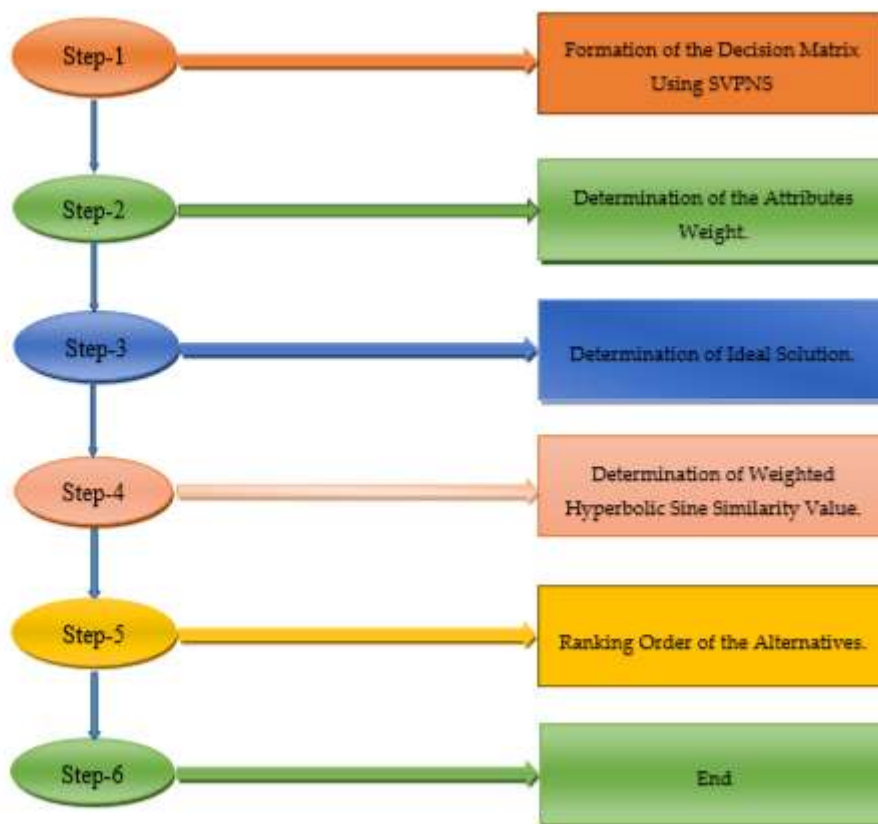 Step-1
Formation of the Decision Matrix
Using SVPNS
Step-2
Determination of the Attributes
Weight.
Step-3
Determination of Ideal Solution.
Step-4
Determination of Weighted
Hyperbolic Sine Similarity Value.
Step-5
Ranking Order of the Alternatives.
Step-6
End